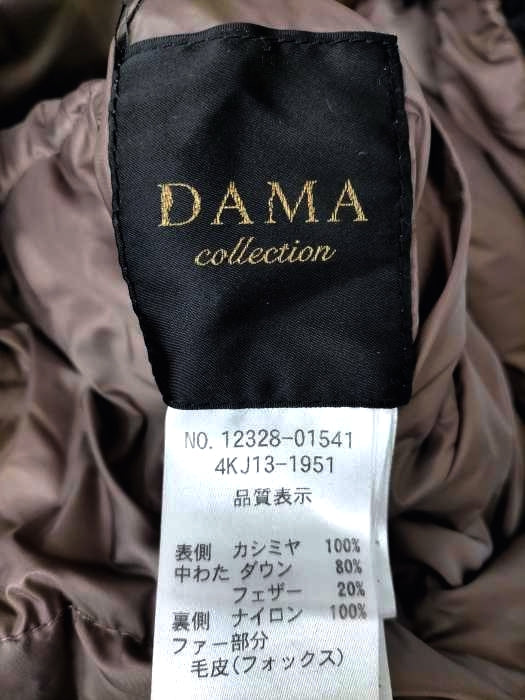 DAMA
collection
NO. 12328-01541
4KJ13-1951
品質表示
表側 カシミヤ 100%
中わた ダウン 80%
フェザー 20%
裏側 ナイロン 100%
ファー部分
毛皮(フォックス)